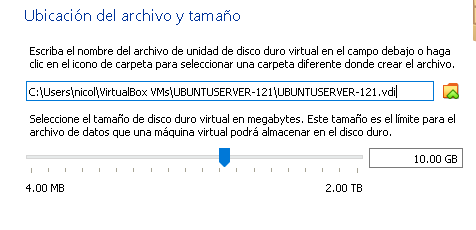 Ubicación del archivo y tamaño
Escriba el nombre del archivo de unidad de disco duro virtual en el campo debajo o haga
clic en el icono de carpeta para seleccionar una carpeta diferente donde crear el archivo.
C:\Users\nicol\VirtualBox VMs\UBUNTUSERVER-121\UBUNTUSERVER-121.vdi
Seleccione el tamaño de disco duro virtual en megabytes. Este tamaño es el límite para el
archivo de datos que una máquina virtual podrá almacenar en el disco duro.
10.00 GB
4.00 MB 2.00 TB